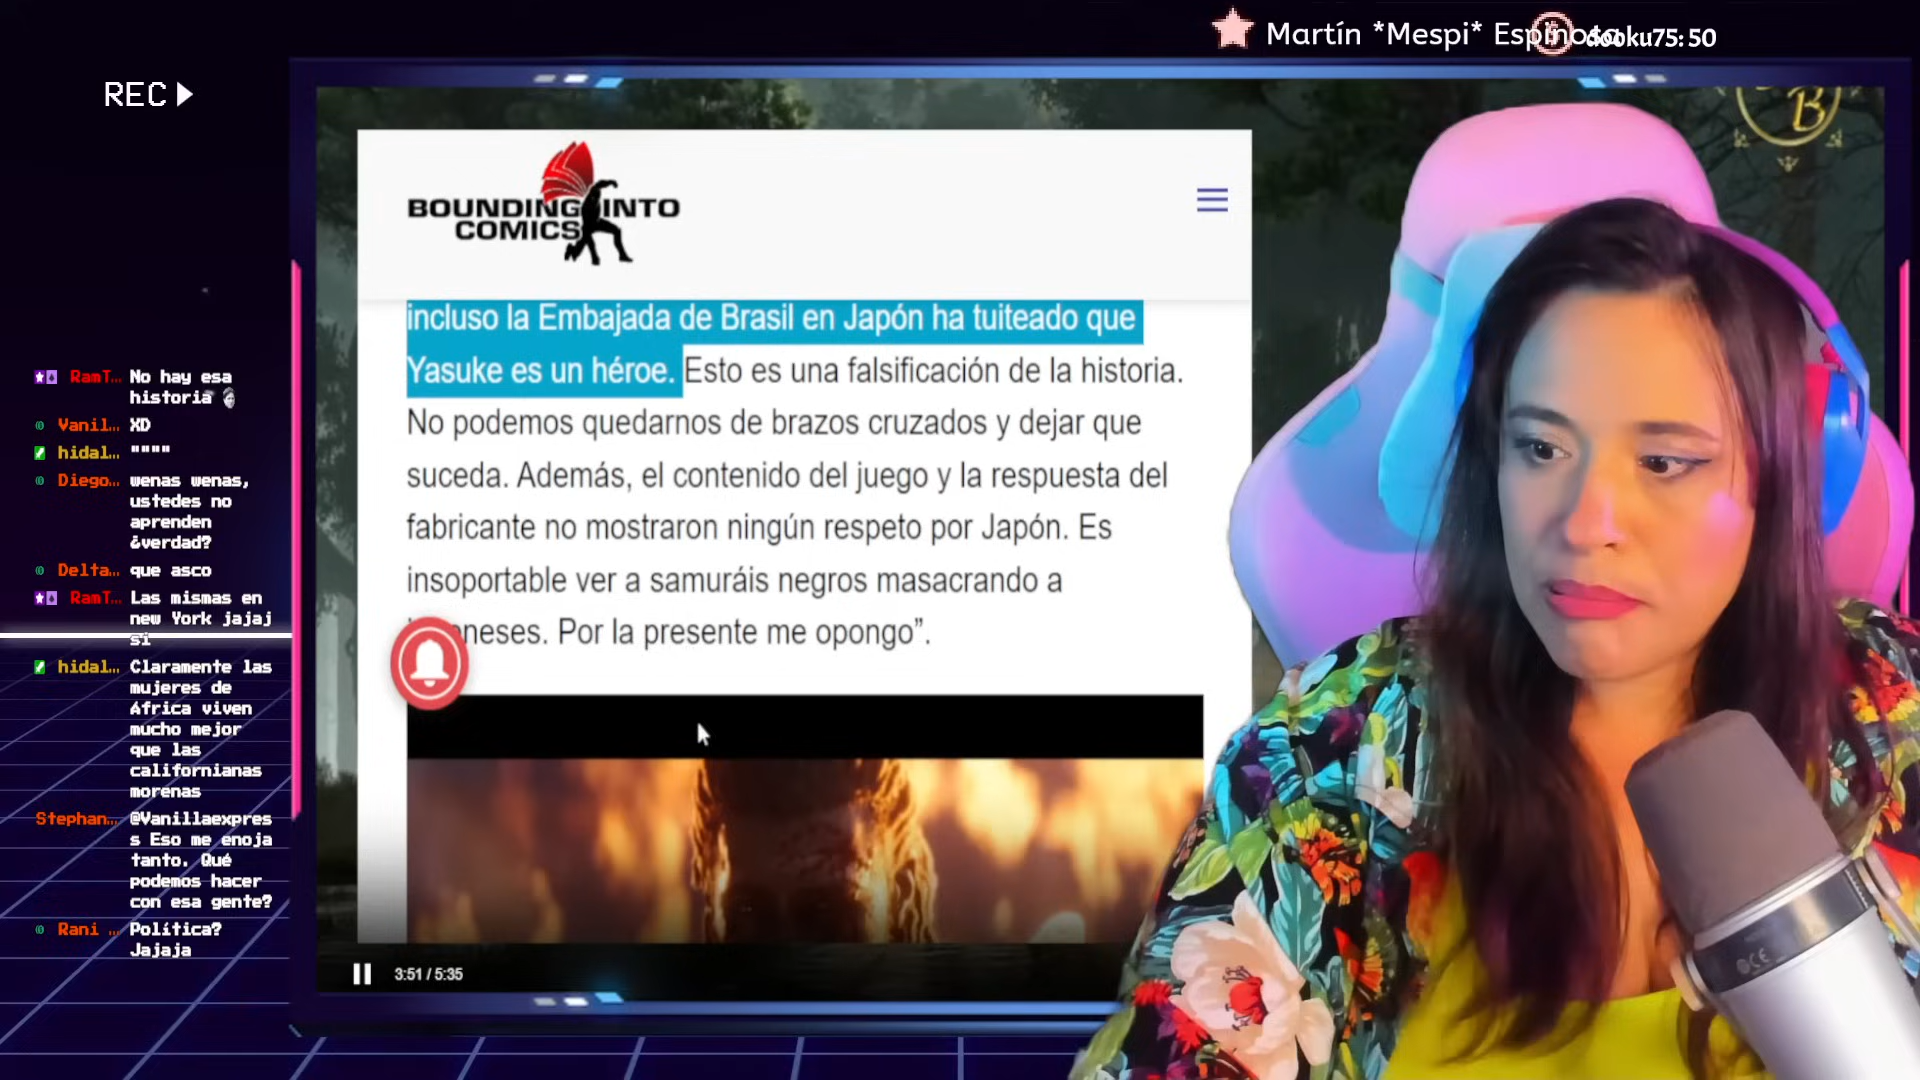 Martín *Mespi* Espinosa
dooku75: 50
REC
B
BOUNDING INTO
COMICS
incluso la Embajada de Brasil en Japón ha tuiteado que
Yasuke es un héroe. Esto es una falsificación de la historia.
No podemos quedarnos de brazos cruzados y dejar que
suceda. Además, el contenido del juego y la respuesta del
fabricante no mostraron ningún respeto por Japón. Es
insoportable ver a samuráis negros masacrando a
oneses. Por la presente me opongo”.
3:51 / 5:35
RamT... No hay esa
historia
Vanil... XD
hidal... """"
Diego... wenas wenas,
ustedes no
aprenden
¿verdad?
Delta... que asco
RamT... Las mismas en
new York jajaj
si
hidal... Claramente las
mujeres de
África viven
mucho mejor
que las
californianas
morenas
Stephan... @Vanillaexpres
s Eso me enoja
tanto. Qué
podemos hacer
con esa gente?
Rani ... Política?
Jajaja